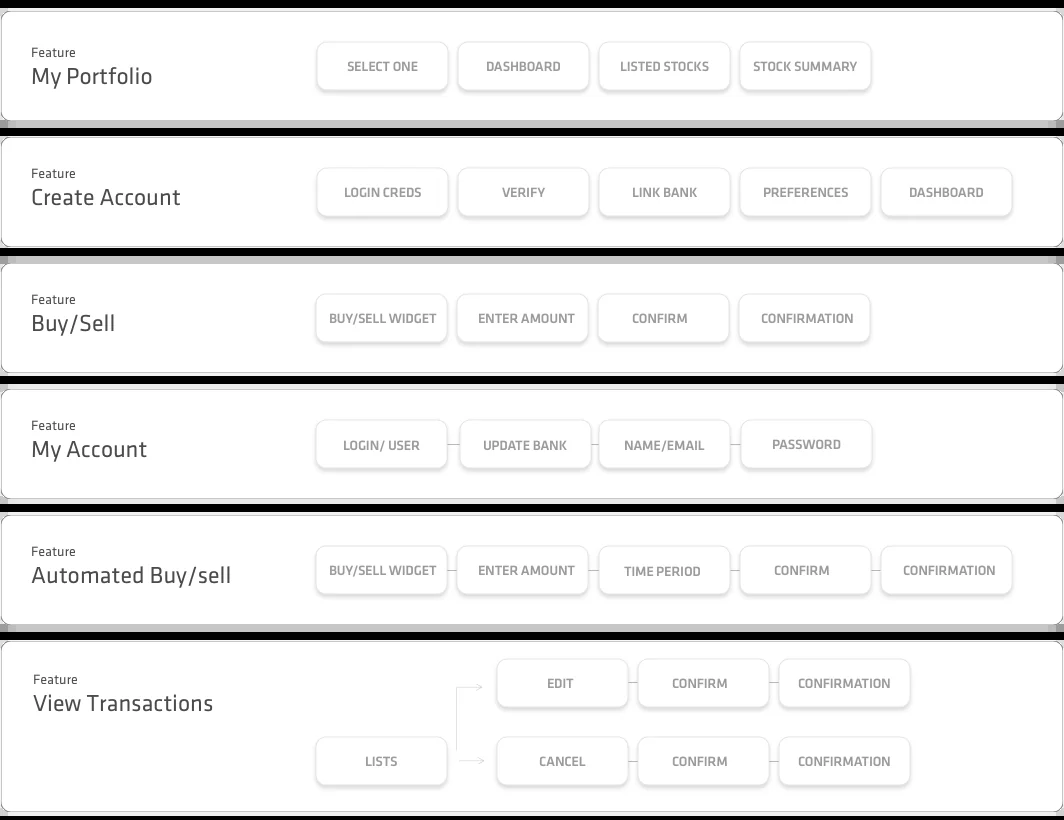 Feature
My Portfolio
SELECT ONE DASHBOARD LISTED STOCKS STOCK SUMMARY
Feature
Create Account
LOGIN CREDS VERIFY LINK BANK PREFERENCES DASHBOARD
Feature
Buy/Sell
BUY/SELL WIDGET ENTER AMOUNT CONFIRM CONFIRMATION
Feature
My Account
LOGIN/ USER UPDATE BANK NAME/EMAIL PASSWORD
Feature
Automated Buy/sell
BUY/SELL WIDGET ENTER AMOUNT TIME PERIOD CONFIRM CONFIRMATION
Feature
View Transactions
EDIT CONFIRM CONFIRMATION
LISTS CANCEL CONFIRM CONFIRMATION